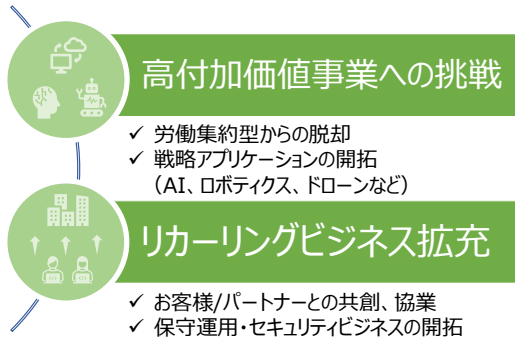 高付加価値事業への挑戦
✓ 労働集約型からの脱却
✓ 戦略アプリケーションの開拓
（AI、ロボティクス、ドローンなど）
リカーリングビジネス拡充
✓ お客様/パートナーとの共創、協業
✓ 保守運用・セキュリティビジネスの開拓